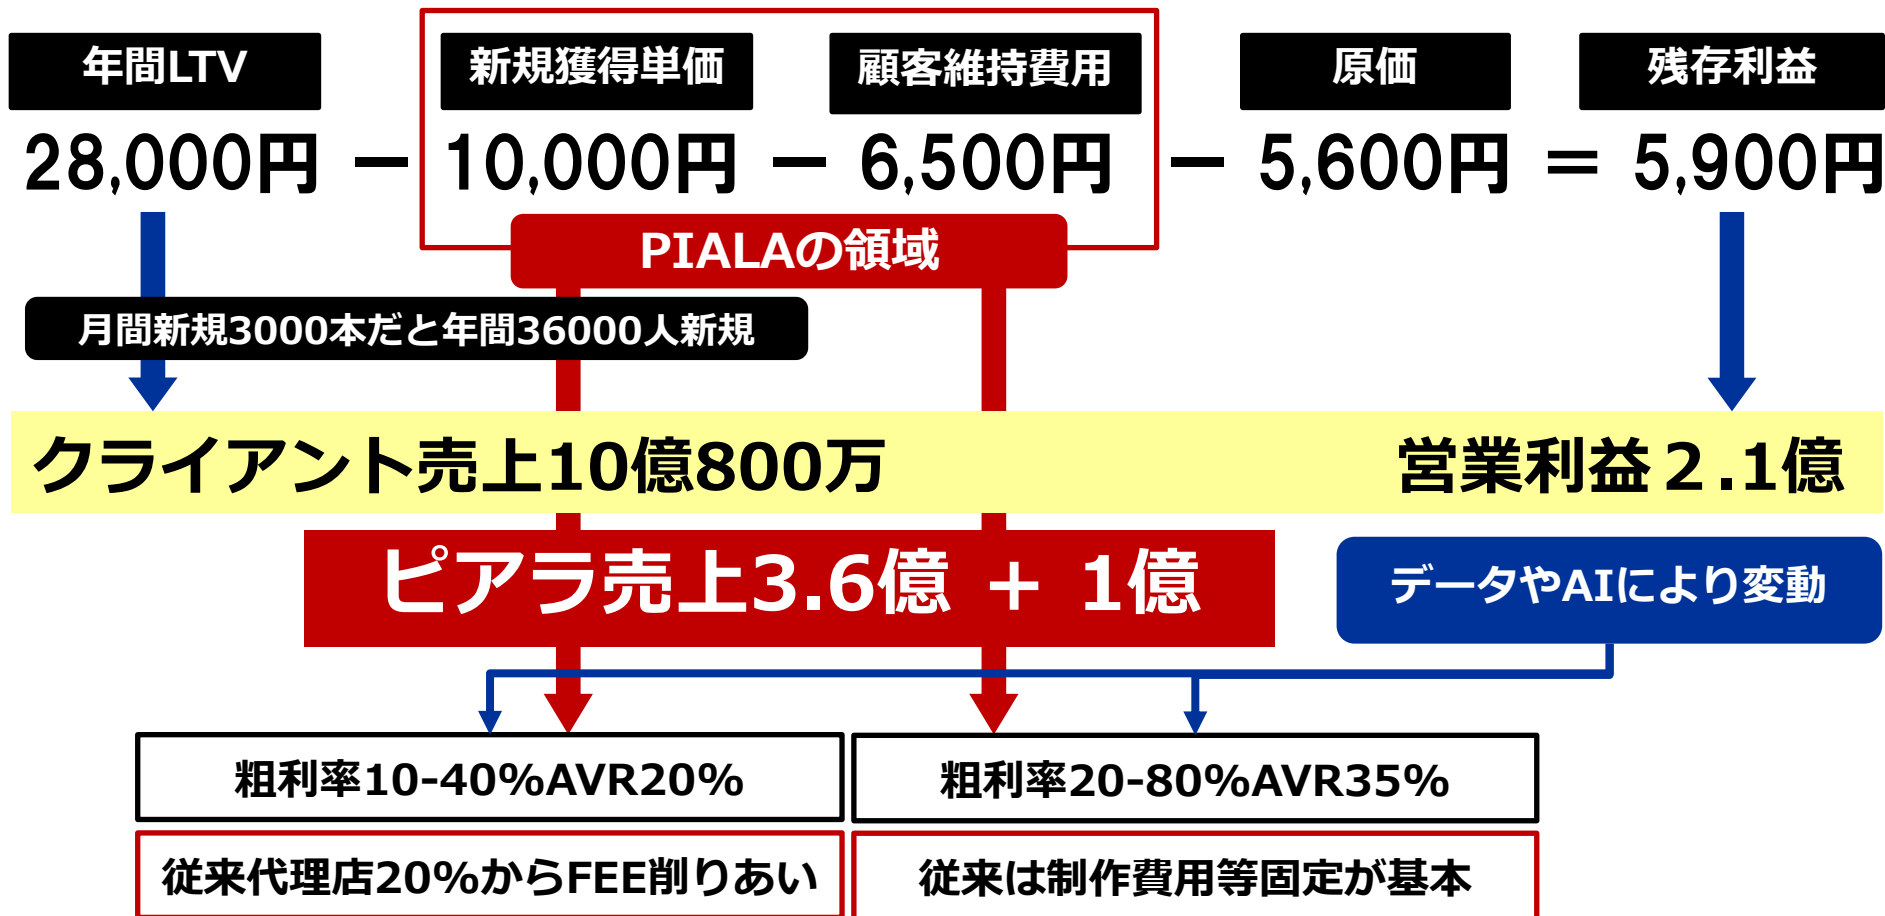 年間LTV 新規獲得単価 顧客維持費用 原価 残存利益
28,000円 － 10,000円 － 6,500円 － 5,600円 ＝ 5,900円
PIALAの領域
月間新規3000本だと年間36000人新規
クライアント売上10億800万 営業利益２.1億
ピアラ売上3.6億 + 1億
データやAIにより変動
粗利率10-40%AVR20% 粗利率20-80%AVR35%
従来代理店20%からFEE削りあい 従来は制作費用等固定が基本